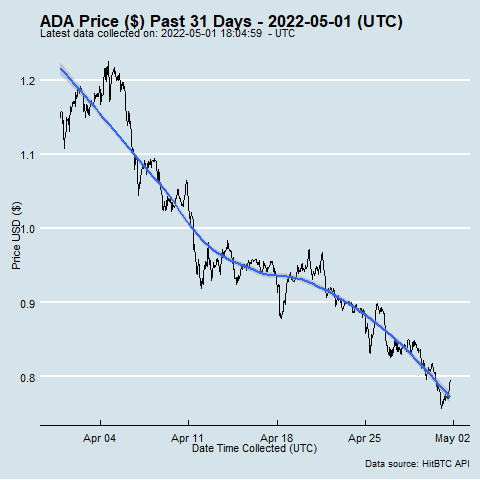 ADA Price ($) Past 31 Days - 2022-05-01 (UTC)
Latest data collected on: 2022-05-01 18:04:59 - UTC
Price USD ($)
1.2
1.1
1.0
0.9
0.8
Apr 04 Apr 11 Apr 18 Apr 25 May 02
Date Time Collected (UTC)
Data source: HitBTC API